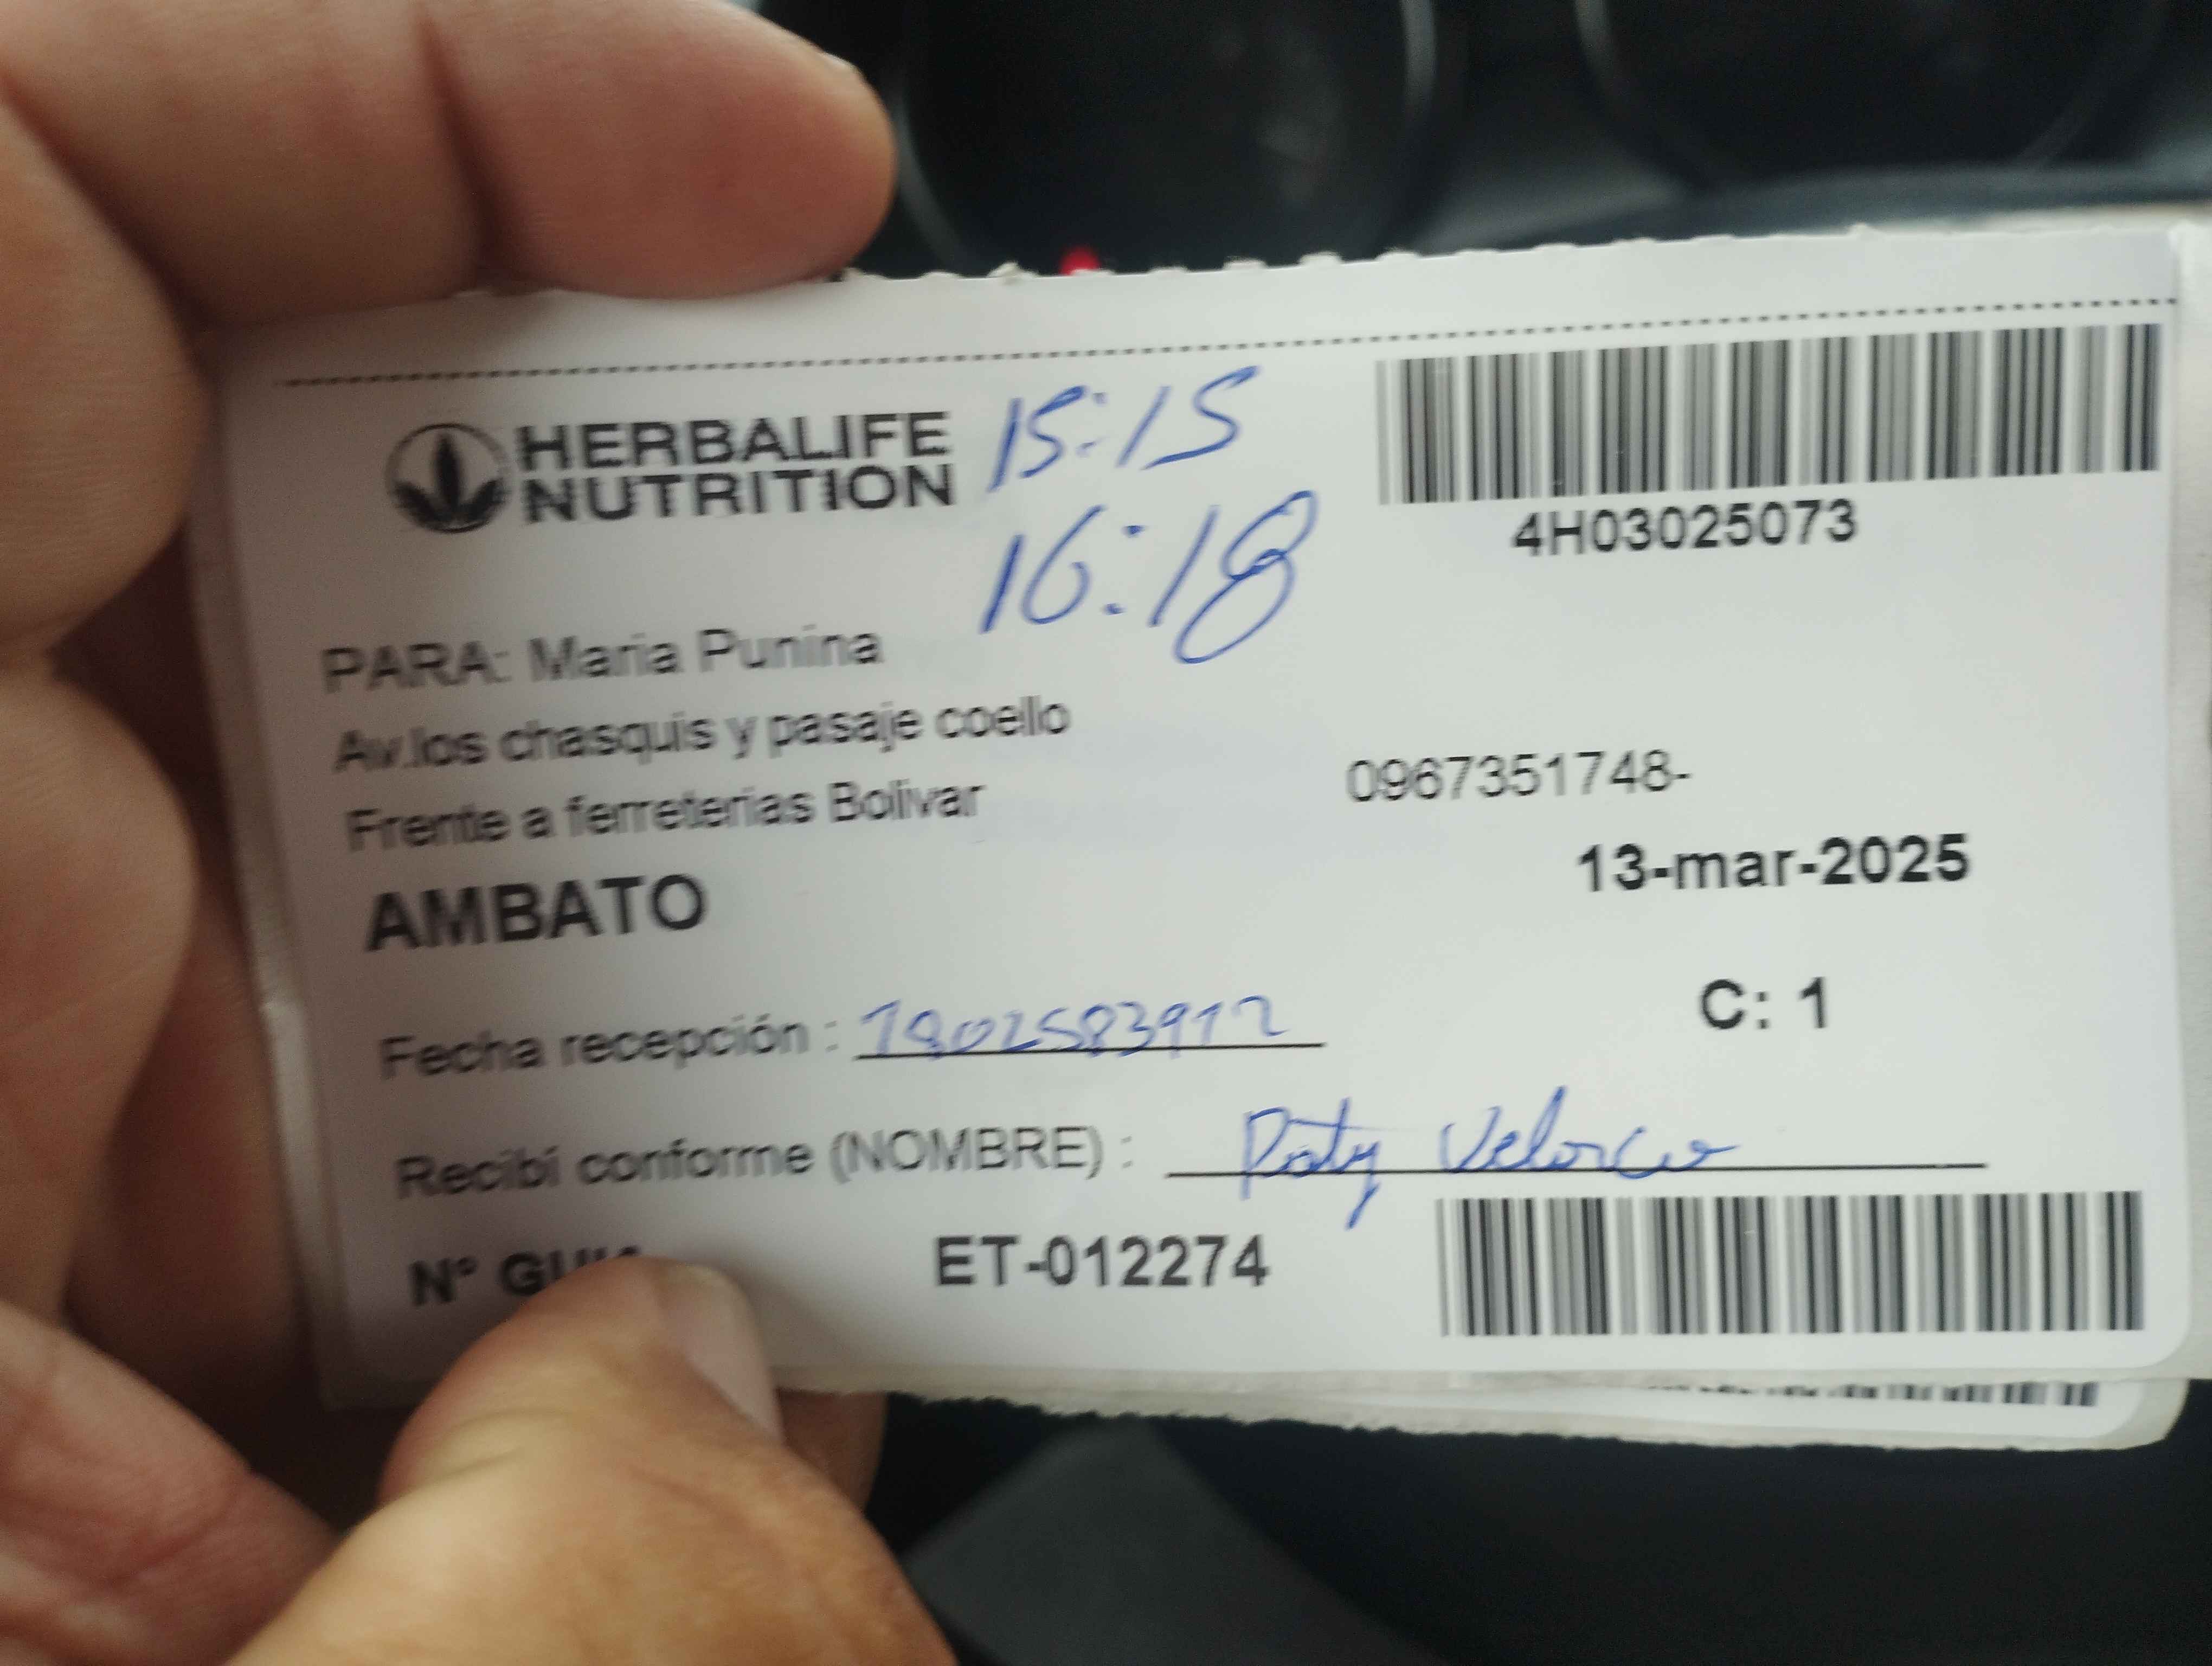 HERBALIFE
NUTRITION
15:15
16:18
4H03025073
PARA: Maria Punina
Av.los chasquis y pasaje coello
Frente a ferreterias Bolivar
0967351748-
AMBATO
13-mar-2025
C: 1
Fecha recepción :
Recibí conforme (NOMBRE) : Paty
N° ET-012274